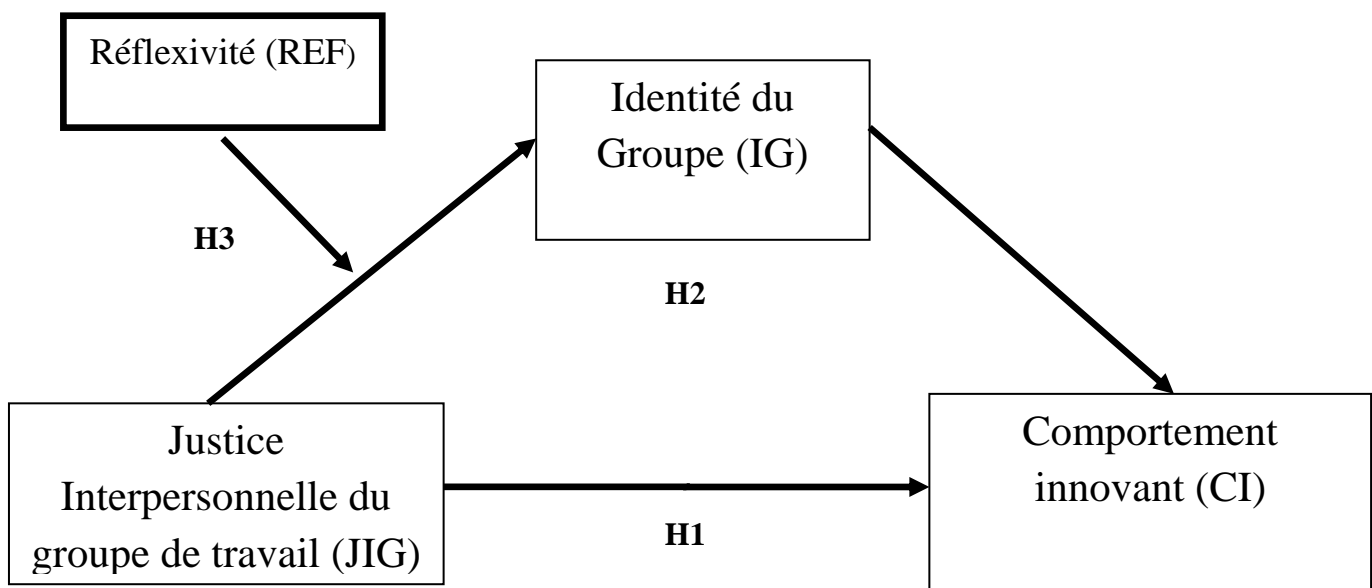 Réflexivité (REF)
Identité du
Groupe (IG)
H3
H2
Justice
Interpersonnelle du
groupe de travail (JIG)
H1
Comportement
innovant (CI)